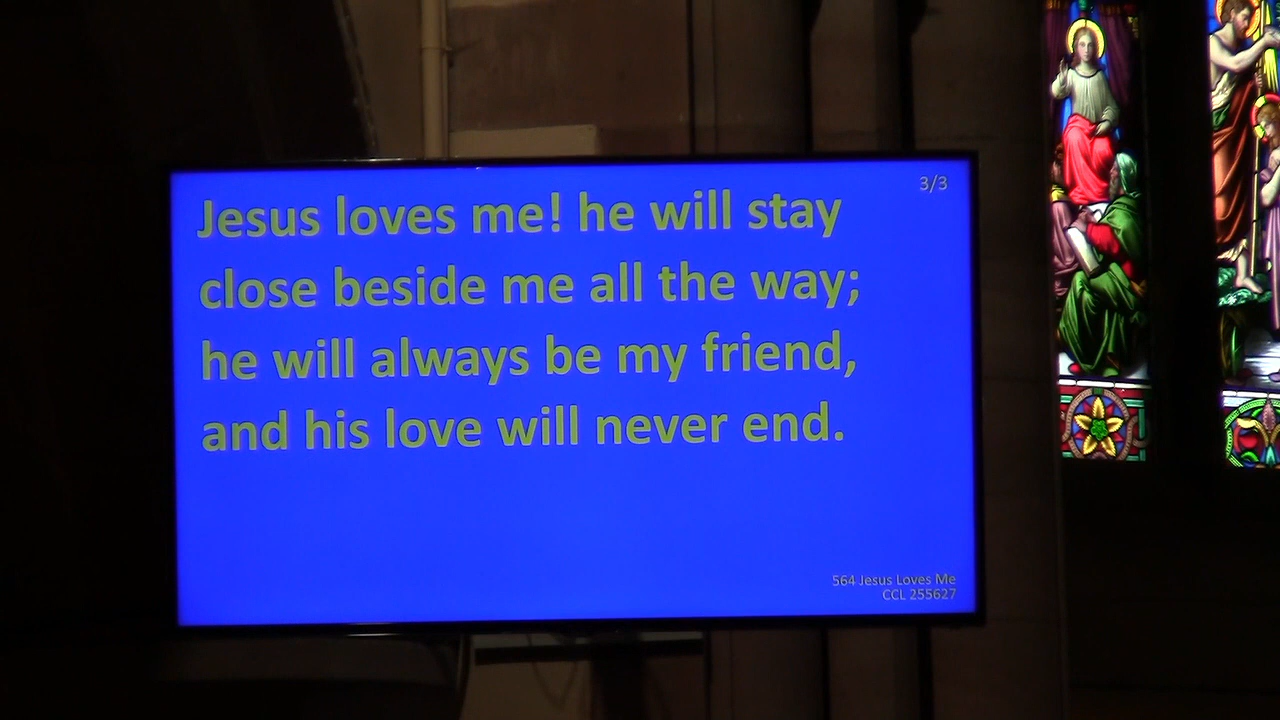 3/3
Jesus loves me! he will stay
close beside me all the way;
he will always be my friend,
and his love will never end.
564 Jesus Loves Me
CCL 255627